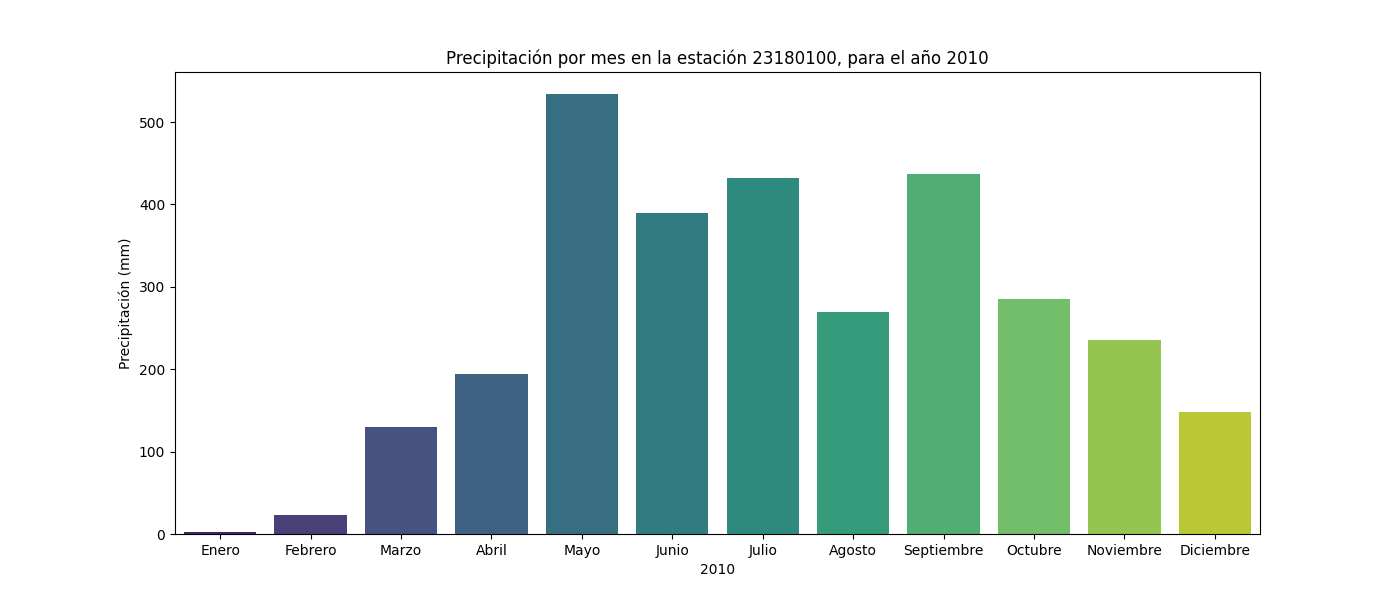 Precipitación por mes en la estación 23180100, para el año 2010
Precipitación (mm)
500
400
300
200
100
0
Enero Febrero Marzo Abril Mayo Junio Julio Agosto Septiembre Octubre Noviembre Diciembre
2010